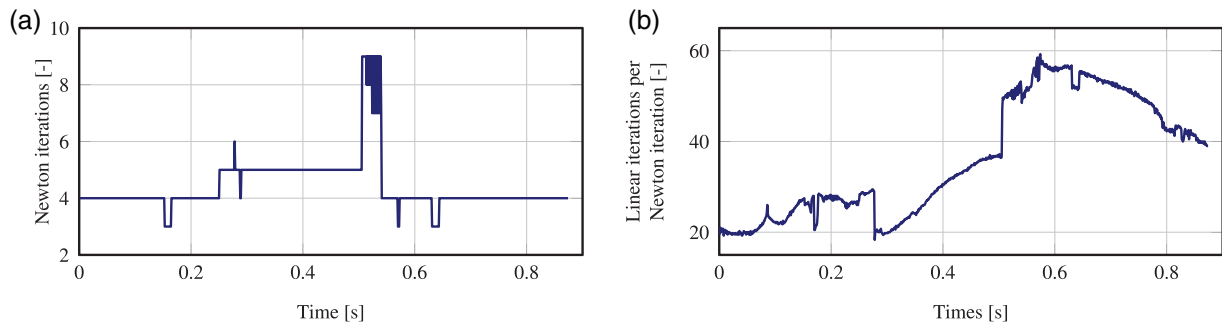 (a)
Newton iterations [-]
10
8
6
4
2
0
0.2
0.4
0.6
0.8
Time [s]
(b)
Linear iterations per
Newton iteration [-]
60
40
20
0
0.2
0.4
0.6
0.8
Times [s]